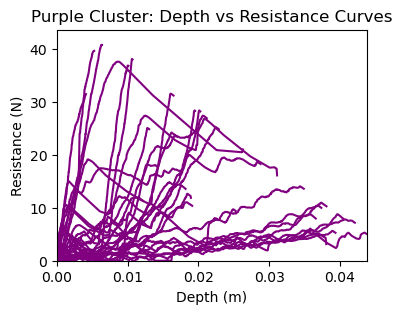 Purple Cluster: Depth vs Resistance Curves
Resistance (N)
40
30
20
10
0
0.00 0.01 0.02 0.03 0.04
Depth (m)